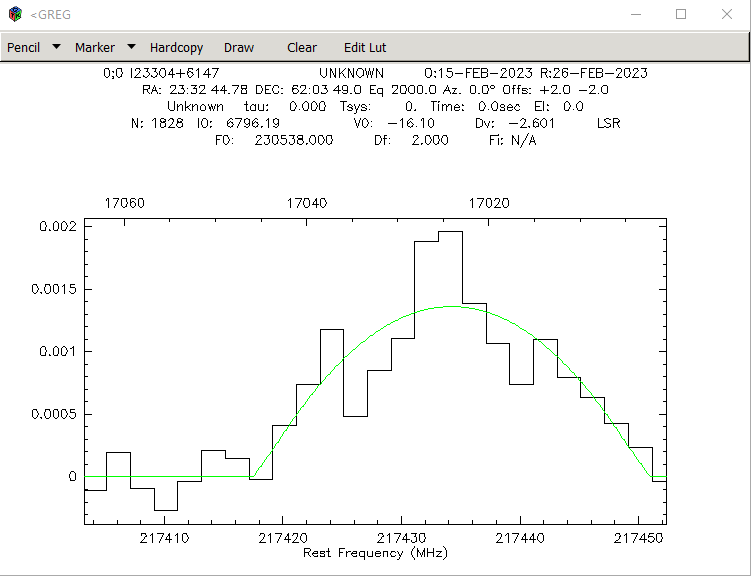 <GREG
Pencil Marker Hardcopy Draw Clear Edit Lut
0;0 I23304+6147 UNKNOWN O:15-FEB-2023 R:26-FEB-2023
RA: 23:32 44.78 DEC: 62:03 49.0 Eq 2000.0 Az. 0.0° Offs: +2.0 -2.0
Unknown tau: 0.000 Tsys: 0. Time: 0.0sec El: 0.0
N: 1828 I0: 6796.19 V0: -16.10 Dv: -2.601 LSR
F0: 230538.000 Df: 2.000 Fi: N/A
17060 17040 17020
0.002
0.0015
0.001
0.0005
0
217410 217420 217430 217440 217450
Rest Frequency (MHz)